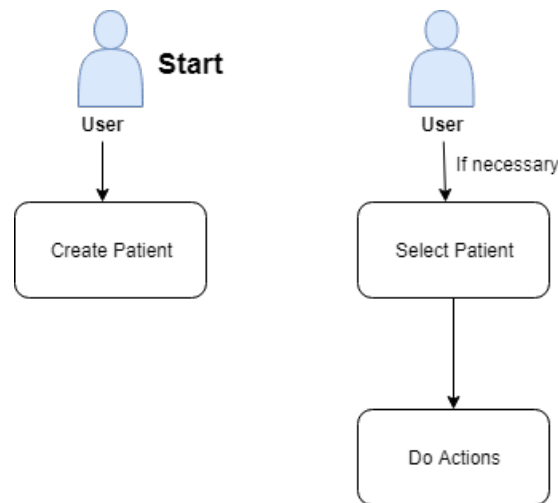 Start
User
User
If necessary
Create Patient
Select Patient
Do Actions